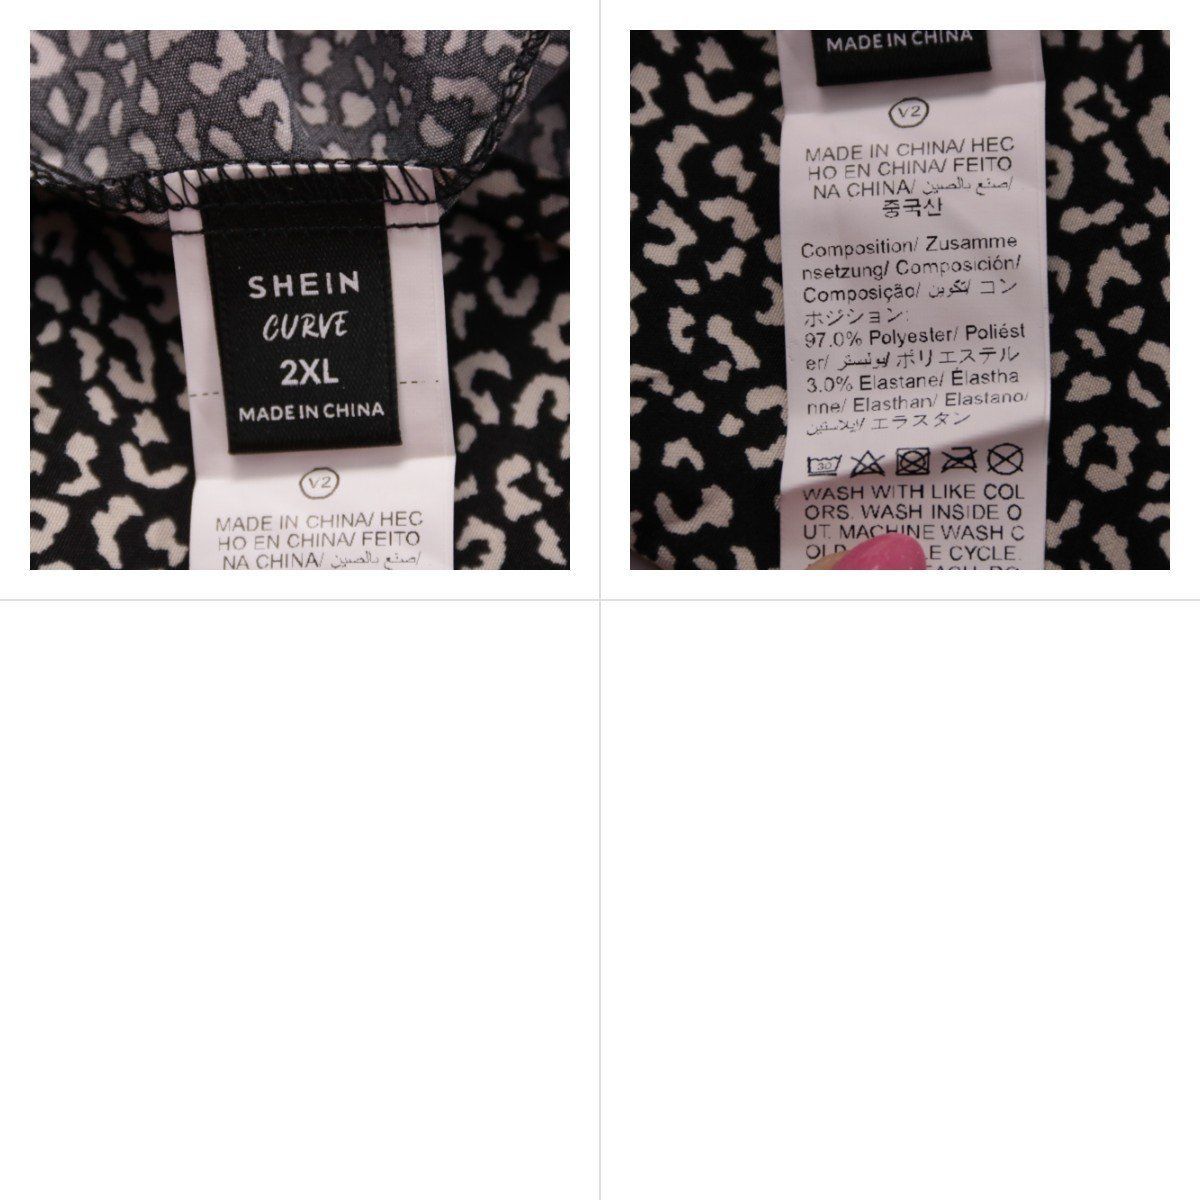 SHEIN
CURVE
2XL
MADE IN CHINA
V2
MADE IN CHINA/ HEC
HO EN CHINA/ FEITO
NA CHINA/ صنع بالصين/
MADE IN CHINA
V2
MADE IN CHINA/ HEC
HO EN CHINA/ FEITO
NA CHINA/ صنع بالصين/
중국산
Composition/ Zusamme
nsetzung/ Composición/
Composição/ تكوين/ コン
ポジション:
97.0% Polyester/ Poliést
er/ بوليستر/ ポリエステル
3.0% Elastane/ Élastha
nne/ Elasthan/ Elastano/
إيلاستين/ エラスタン
30
WASH WITH LIKE COL
ORS. WASH INSIDE O
UT. MACHINE WASH C
OLD CYCLE.